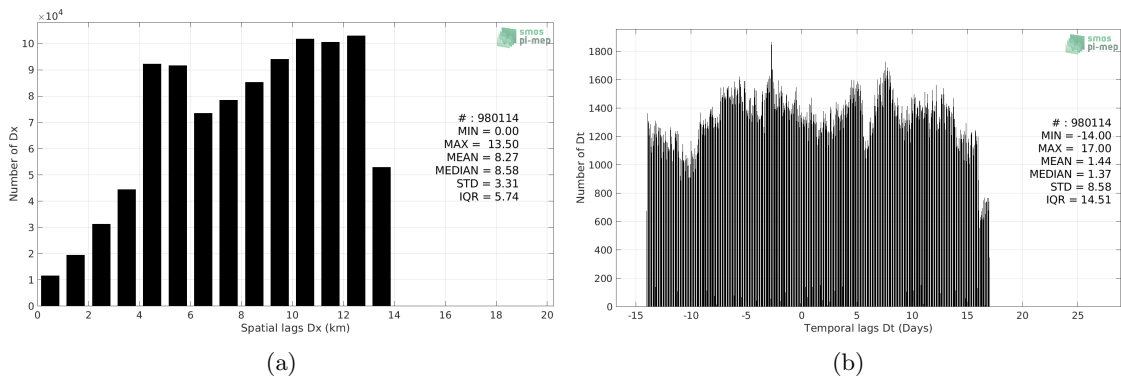 ×10⁴
10
9
8
7
6
5
4
3
2
1
0
Number of Dx
0 2 4 6 8 10 12 14 16 18 20
Spatial lags Dx (km)
smos
pi-mep
# : 980114
MIN = 0.00
MAX = 13.50
MEAN = 8.27
MEDIAN = 8.58
STD = 3.31
IQR = 5.74
(a)
1800
1600
1400
1200
1000
800
600
400
200
0
Number of Dt
-15 -10 -5 0 5 10 15 20 25
Temporal lags Dt (Days)
smos
pi-mep
# : 980114
MIN = -14.00
MAX = 17.00
MEAN = 1.44
MEDIAN = 1.37
STD = 8.58
IQR = 14.51
(b)